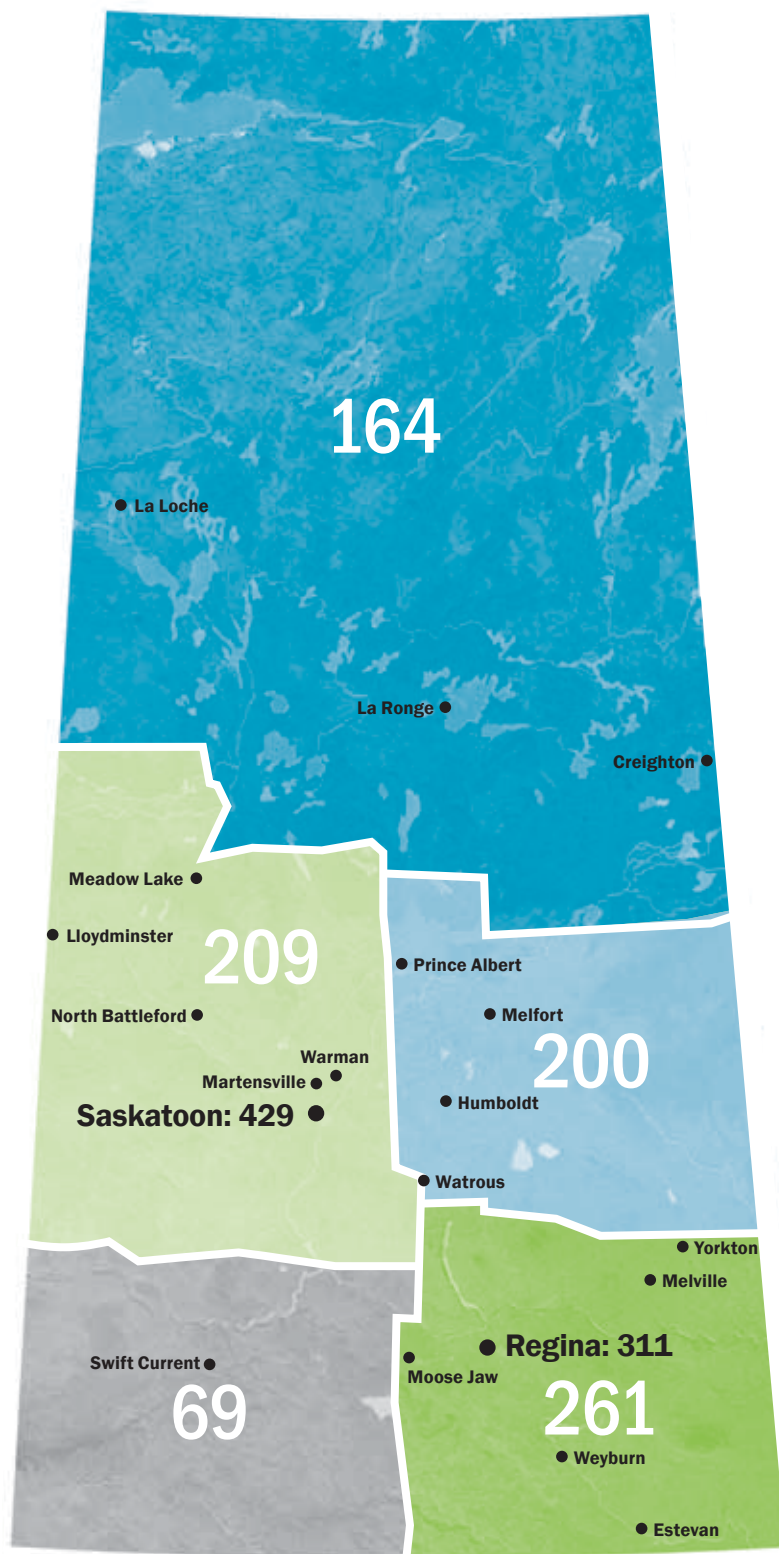 164
La Loche
La Ronge
Creighton
Meadow Lake
Lloydminster
209
Prince Albert
North Battleford
Melfort
200
Warman
Martensville
Humboldt
Saskatoon: 429
Watrous
Yorkton
Melville
Regina: 311
Swift Current
Moose Jaw
69
261
Weyburn
Estevan